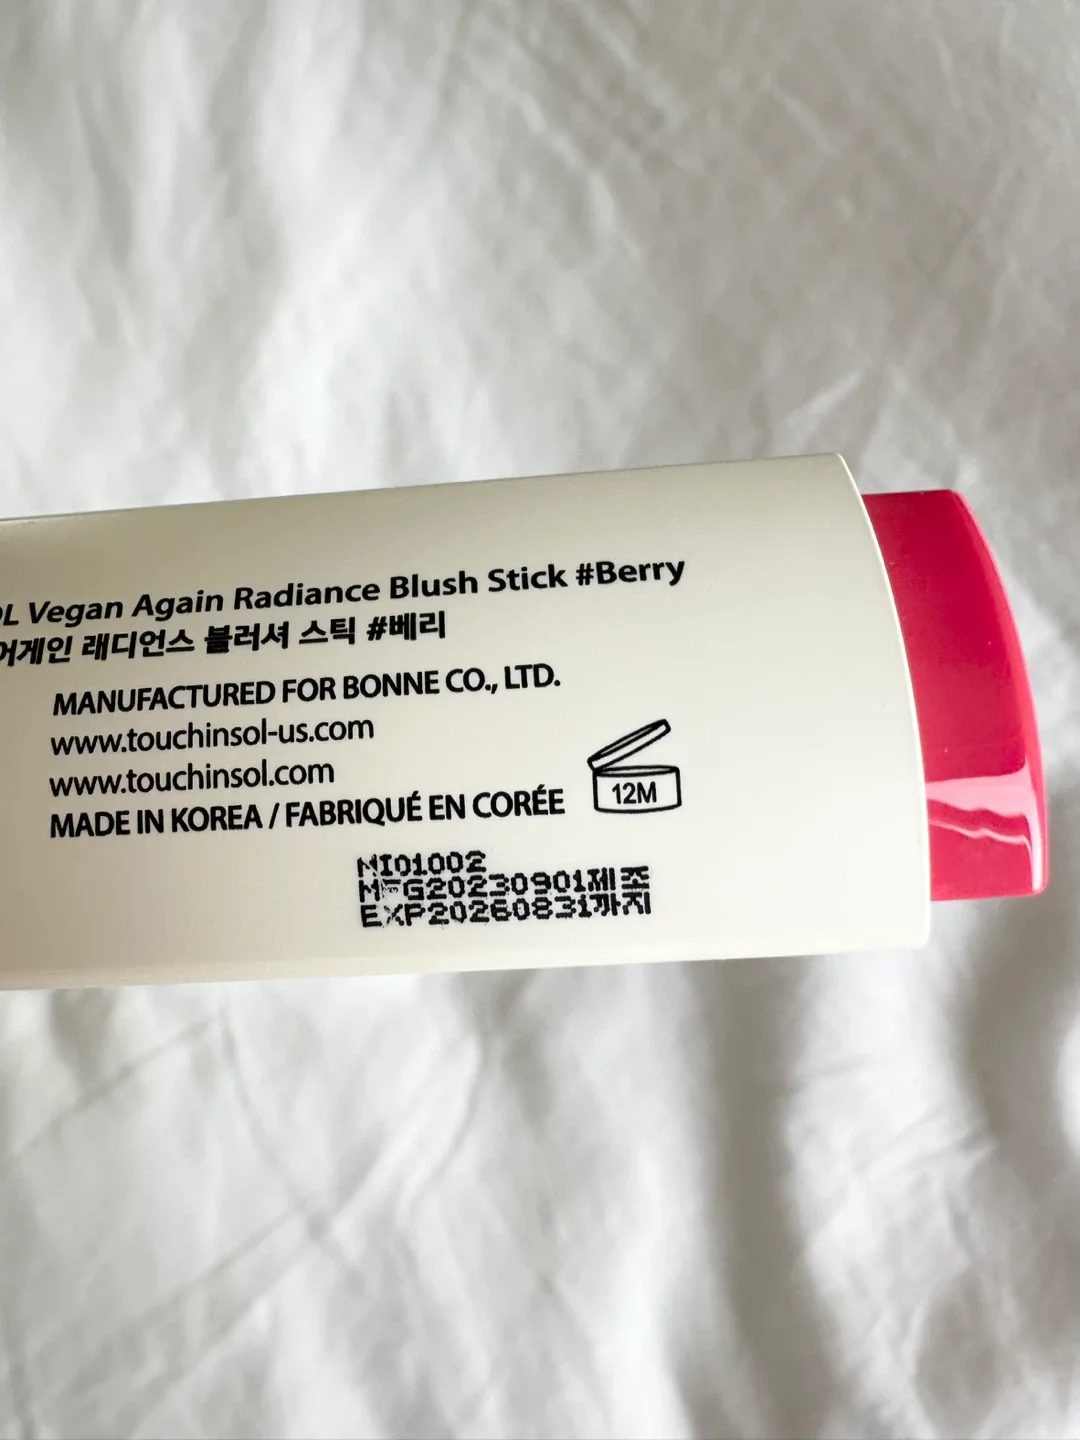 OL Vegan Again Radiance Blush Stick #Berry
어게인 래디언스 블러셔 스틱 #베리
MANUFACTURED FOR BONNE CO., LTD.
www.touchinsol-us.com
www.touchinsol.com
MADE IN KOREA / FABRIQUÉ EN CORÉE
12M
NI01002
MFG20230901제조
EXP20260831까지